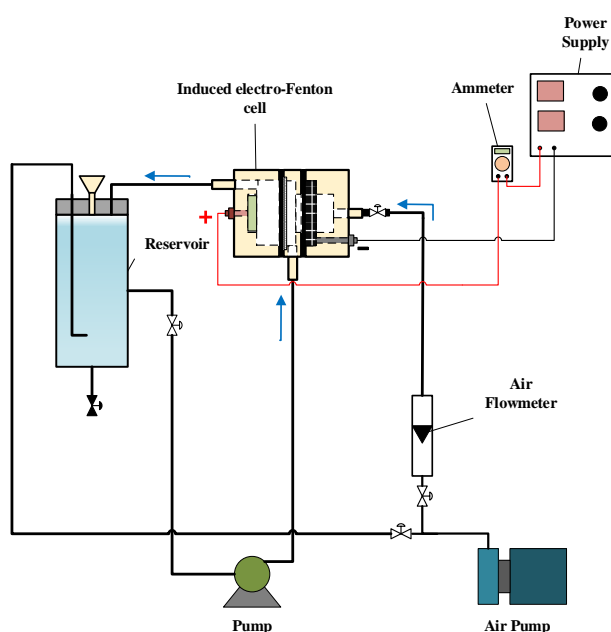 Power
Supply
Induced electro-Fenton
cell
Ammeter
+
-
Reservoir
Air
Flowmeter
Pump
Air Pump